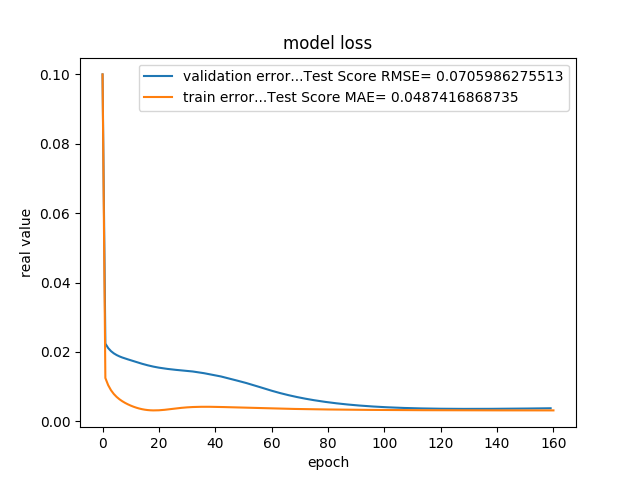 model loss
validation error...Test Score RMSE= 0.0705986275513
train error...Test Score MAE= 0.0487416868735
0.10
0.08
0.06
0.04
0.02
0.00
real value
0 20 40 60 80 100 120 140 160
epoch